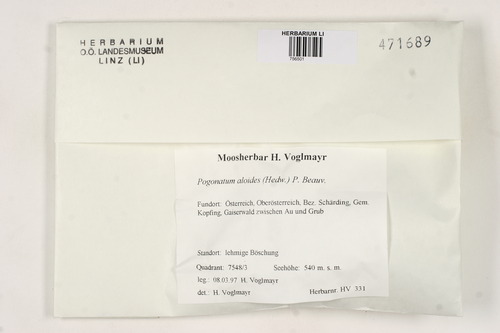 HERBARIUM
O.Ö. LANDESMUSEUM
LINZ (LI)
HERBARIUM LI
756501
471689
Moosherbar H. Voglmayr
Pogonatum aloides (Hedw.) P. Beauv.
Fundort: Österreich, Oberösterreich, Bez. Schärding, Gem.
Kopfing, Gaiserwald zwischen Au und Grub
Standort: lehmige Böschung
Quadrant: 7548/3 Seehöhe: 540 m. s. m.
leg.: 08.03.97 H. Voglmayr
det.: H. Voglmayr Herbarnr. HV 331